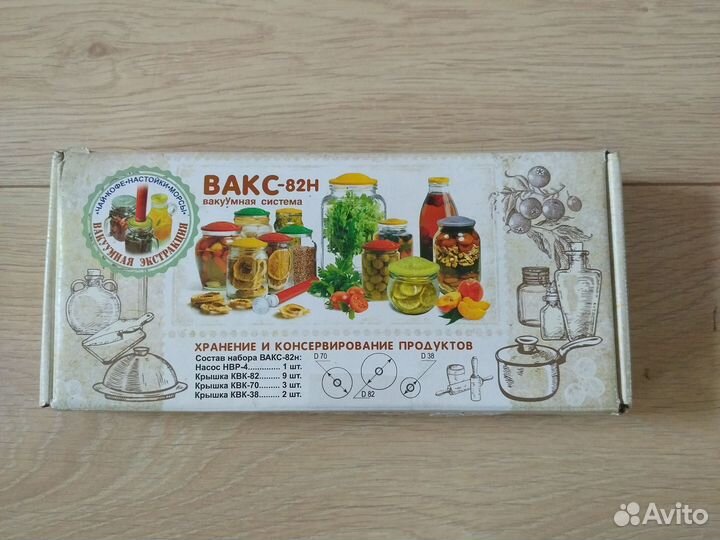 ВАКС-82Н
вакуУмная система
•ЧАЙ•КОФЕ•НАСТОЙКИ•МОРСЫ•
ВАКУУМНАЯ ЭКСТРАКЦИЯ
ХРАНЕНИЕ И КОНСЕРВИРОВАНИЕ ПРОДУКТОВ
Состав набора ВАКС-82н:
Насос НВР-4.............. 1 шт.
Крышка КВК-82......... 9 шт.
Крышка КВК-70......... 3 шт.
Крышка КВК-38......... 2 шт.
D 70
D 82
D 38
Avito